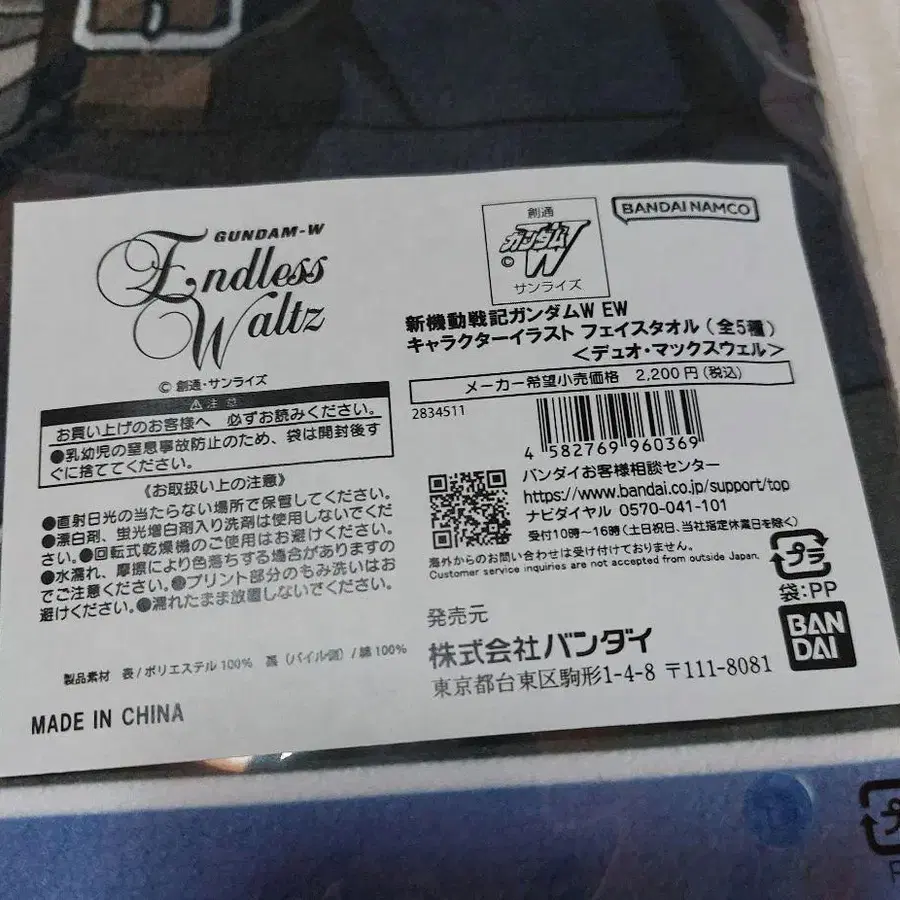 GUNDAM-W
Endless
Waltz
© 創通・サンライズ
⚠ 注意
お買い上げのお客様へ 必ずお読みください。
●乳幼児の窒息事故防止のため、袋は開封後す
ぐに捨ててください。
《お取扱い上の注意》
●直射日光の当たらない場所で保管してください。
●漂白剤、蛍光増白剤入り洗剤は使用しないでくだ
さい。●回転式乾燥機のご使用はお避けください。
●水濡れ、摩擦により色落ちする場合がありますの
でご注意ください。●プリント部分のもみ洗いはお
避けください。●濡れたまま放置しないでください。
製品素材 表/ポリエステル100% 裏(パイル側)/綿100%
MADE IN CHINA
創通
©ガンダムW
サンライズ
BANDAI NAMCO
新機動戦記ガンダムW EW
キャラクターイラスト フェイスタオル(全5種)
<デュオ・マックスウェル>
メーカー希望小売価格 2,200円(税込)
2834511
4 582769 960369
バンダイお客様相談センター
https://www.bandai.co.jp/support/top
ナビダイヤル 0570-041-101
受付10時~16時(土日祝日、当社指定休業日を除く)
海外からのお問い合わせは受け付けておりません。
Customer service inquiries are not accepted from outside Japan.
プラ
袋:PP
発売元
株式会社バンダイ
東京都台東区駒形1-4-8 〒111-8081
BAN
DAI
プ
P